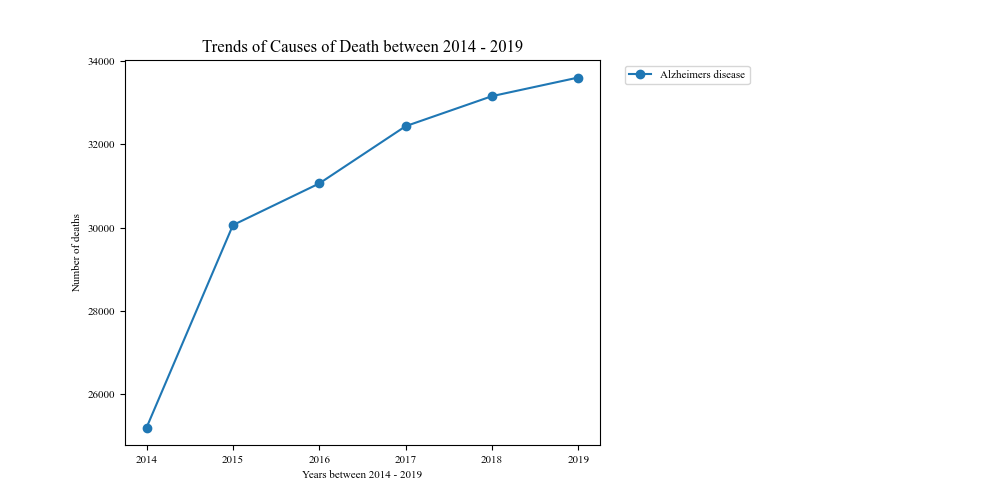 Trends of Causes of Death between 2014 - 2019
Alzheimers disease
34000
32000
30000
28000
26000
Number of deaths
2014 2015 2016 2017 2018 2019
Years between 2014 - 2019